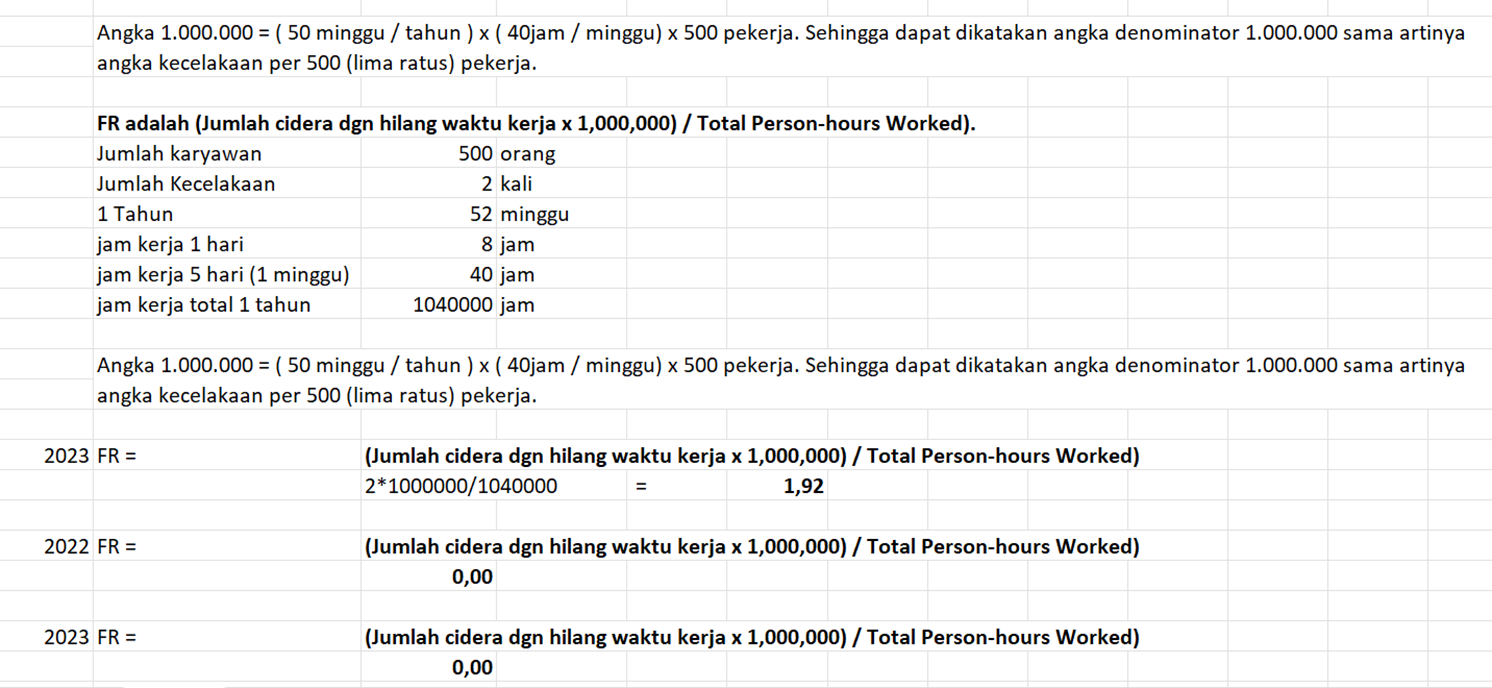 Angka 1.000.000 = ( 50 minggu / tahun ) x ( 40jam / minggu) x 500 pekerja. Sehingga dapat dikatakan angka denominator 1.000.000 sama artinya
angka kecelakaan per 500 (lima ratus) pekerja.
FR adalah (Jumlah cidera dgn hilang waktu kerja x 1,000,000) / Total Person-hours Worked).
Jumlah karyawan 500 orang
Jumlah Kecelakaan 2 kali
1 Tahun 52 minggu
jam kerja 1 hari 8 jam
jam kerja 5 hari (1 minggu) 40 jam
jam kerja total 1 tahun 1040000 jam
Angka 1.000.000 = ( 50 minggu / tahun ) x ( 40jam / minggu) x 500 pekerja. Sehingga dapat dikatakan angka denominator 1.000.000 sama artinya
angka kecelakaan per 500 (lima ratus) pekerja.
2023 FR = (Jumlah cidera dgn hilang waktu kerja x 1,000,000) / Total Person-hours Worked)
2*1000000/1040000 = 1,92
2022 FR = (Jumlah cidera dgn hilang waktu kerja x 1,000,000) / Total Person-hours Worked)
0,00
2023 FR = (Jumlah cidera dgn hilang waktu kerja x 1,000,000) / Total Person-hours Worked)
0,00